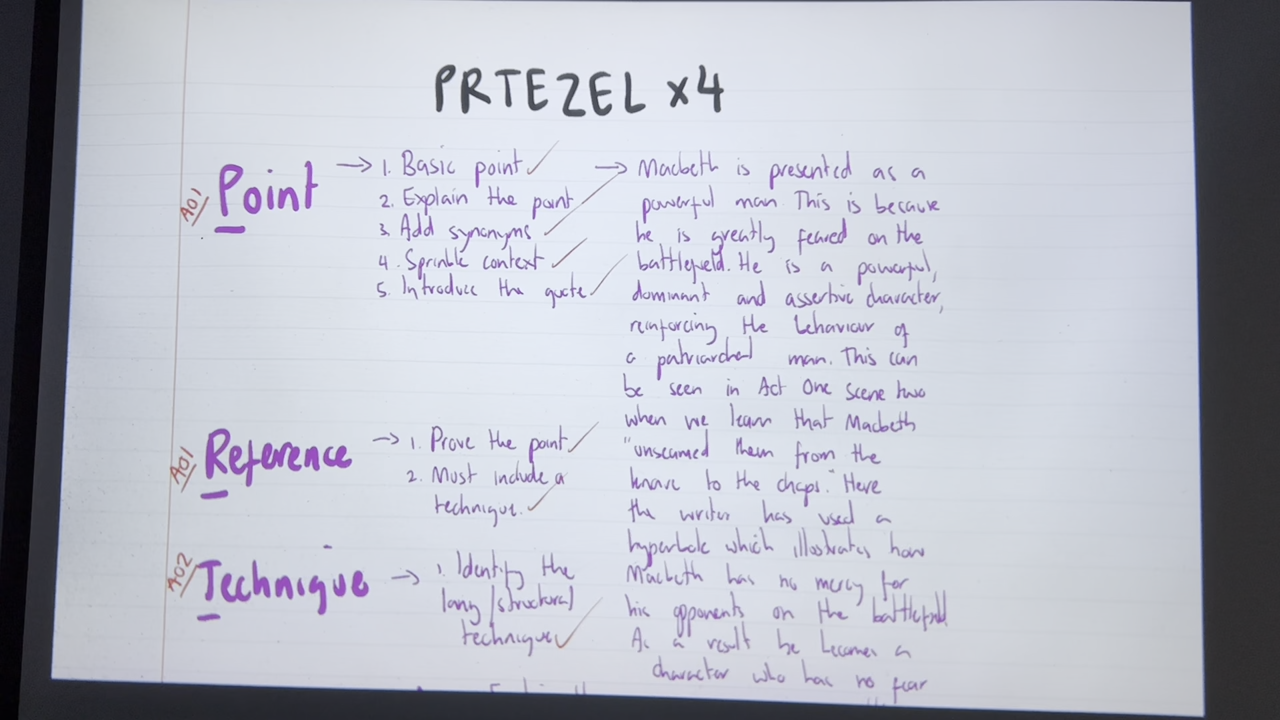 PRTEZEL x4
A01 Point → 1. Basic point ✓
2. Explain the point
3. Add synonyms
4. Sprinkle context ✓
5. Introduce the quote ✓
→ Macbeth is presented as a
powerful man This is because
he is greatly feared on the
battlefield. He is a powerful,
dominant and assertive character,
reinforcing the behaviour of
a patriarchal man. This can
be seen in Act One scene two
when we learn that Macbeth
"unseamed them from the
knave to the chaps." Here
the writer has used a
hyperbole which illustrates how
Macbeth has no mercy for
his opponents on the battlefield
As a result he becomes a
character who has no fear
A01 Reference → 1. Prove the point ✓
2. Must include a
technique. ✓
A02 Technique → 1. Identify the
lang/structural
technique ✓